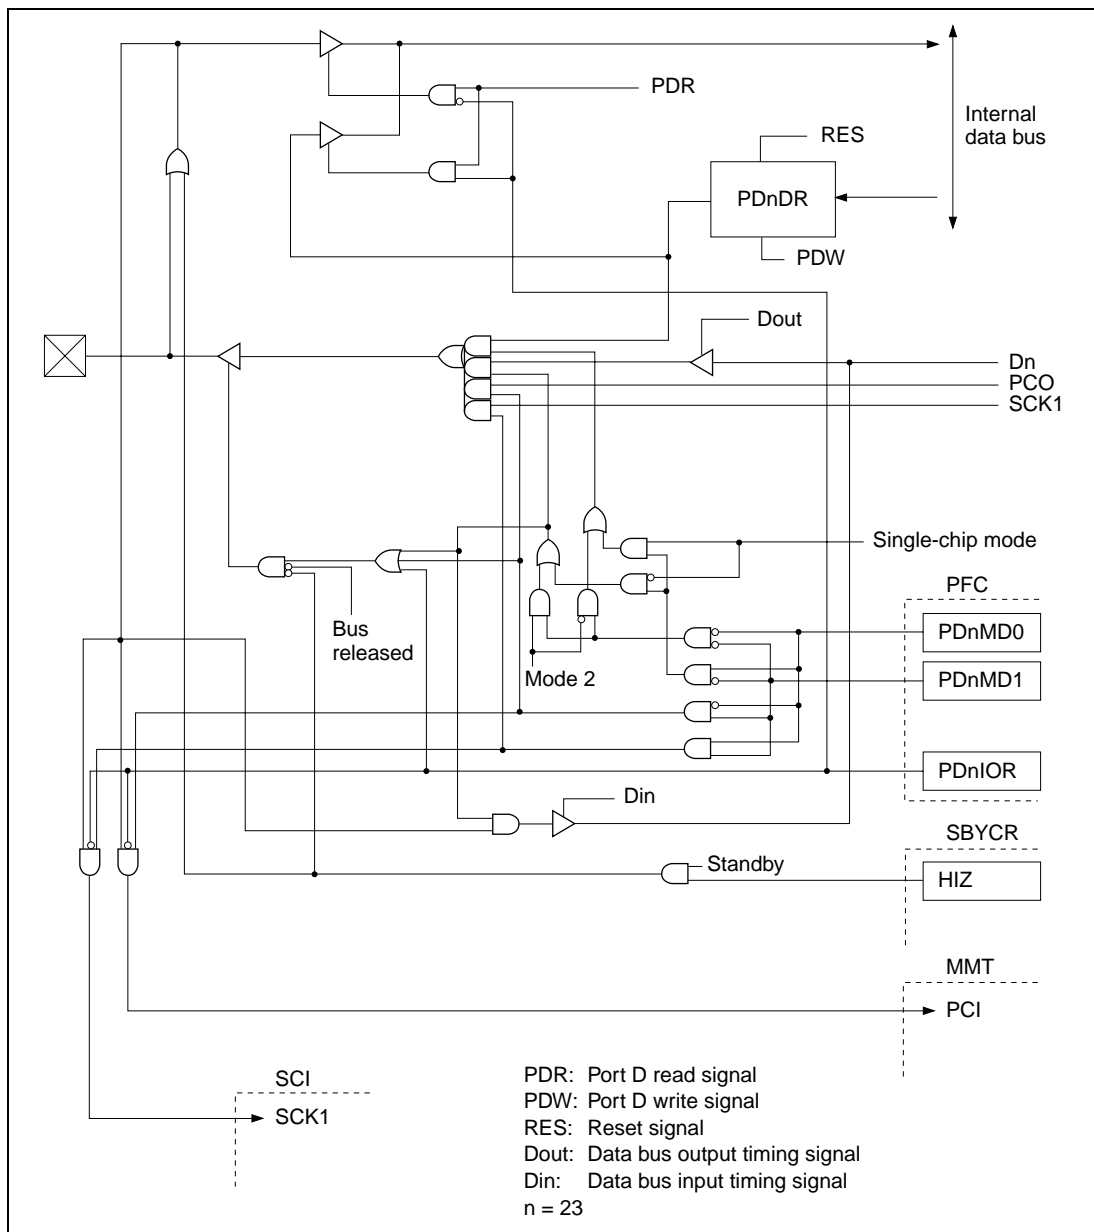 PDR
Internal
data bus
RES
PDnDR
PDW
Dout
Dn
PCO
SCK1
Single-chip mode
PFC
Bus
released
PDnMD0
Mode 2
PDnMD1
PDnIOR
Din
SBYCR
Standby
HIZ
MMT
PCI
SCI
SCK1
PDR: Port D read signal
PDW: Port D write signal
RES: Reset signal
Dout: Data bus output timing signal
Din: Data bus input timing signal
n = 23